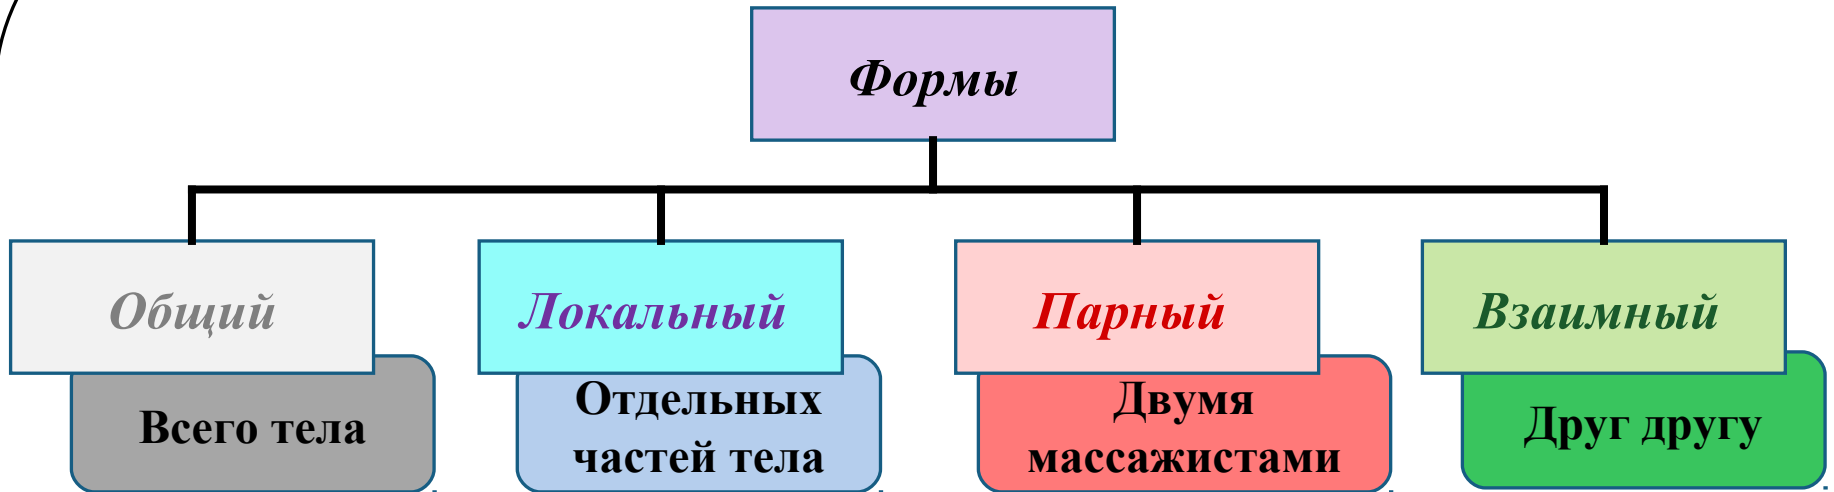 Формы
Общий
Всего тела
Локальный
Отдельных
частей тела
Парный
Двумя
массажистами
Взаимный
Друг другу